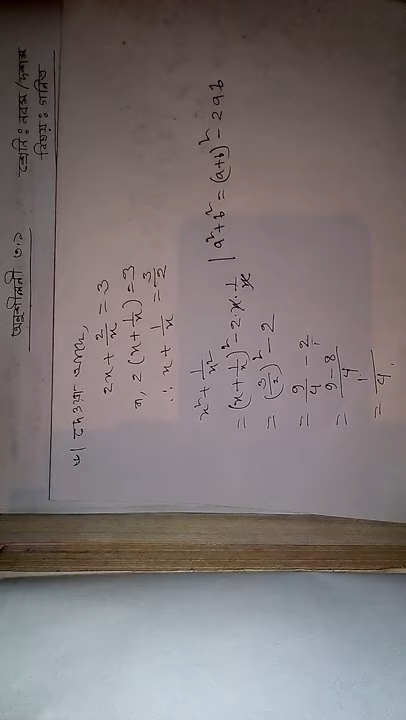 অনুশীলনী ৩.১
শ্রেণি: নবম/দশম
বিষয়: গণিত
৮| দেওয়া আছে,
2x + 2/x = 3
বা, 2(x + 1/x) = 3
∴ x + 1/x = 3/2
x² + 1/x²
= (x + 1/x)² - 2·x·1/x | a² + b² = (a+b)² - 2ab
= (3/2)² - 2
= 9/4 - 2/1
= 9-8/4
= 1/4